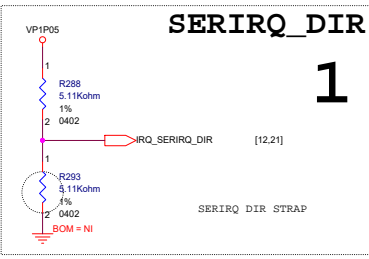 SERIRQ_DIR
VP1P05
1
1
R288
5.11Kohm
1%
2 0402
IRQ_SERIRQ_DIR [12,21]
1
R293
5.11Kohm
1%
2 0402
SERIRQ DIR STRAP
BOM = NI